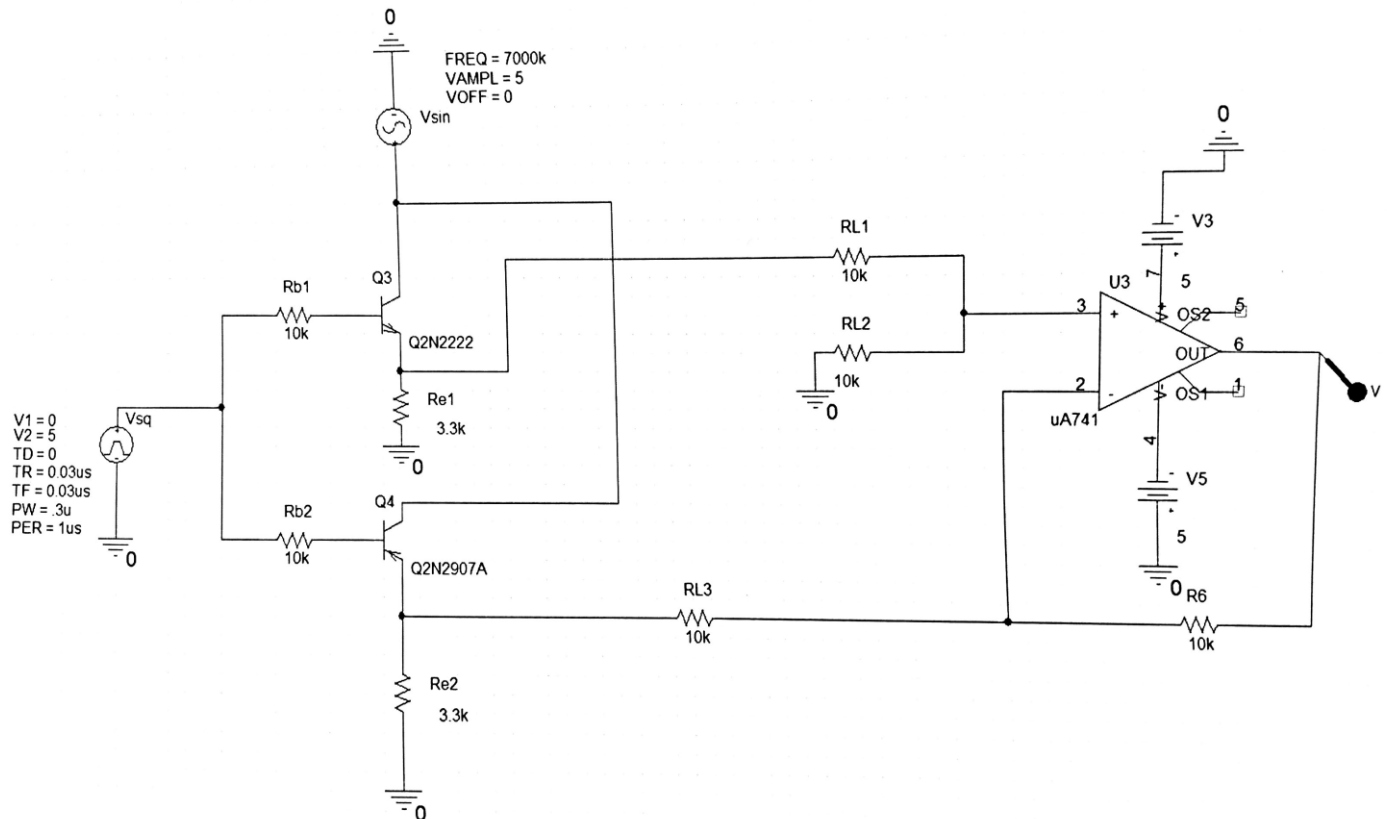 0
FREQ = 7000k
VAMPL = 5
VOFF = 0
Vsin
0
V3
5
RL1
10k
Rb1
10k
Q3
Q2N2222
U3
7
V+
OS2
5
3
+
OUT
6
2
-
OS1
1
V-
uA741
4
V
RL2
10k
0
Re1
3.3k
0
V1 = 0
V2 = 5
TD = 0
TR = 0.03us
TF = 0.03us
PW = .3u
PER = 1us
Vsq
0
Rb2
10k
Q4
Q2N2907A
V5
5
0
RL3
10k
R6
10k
Re2
3.3k
0